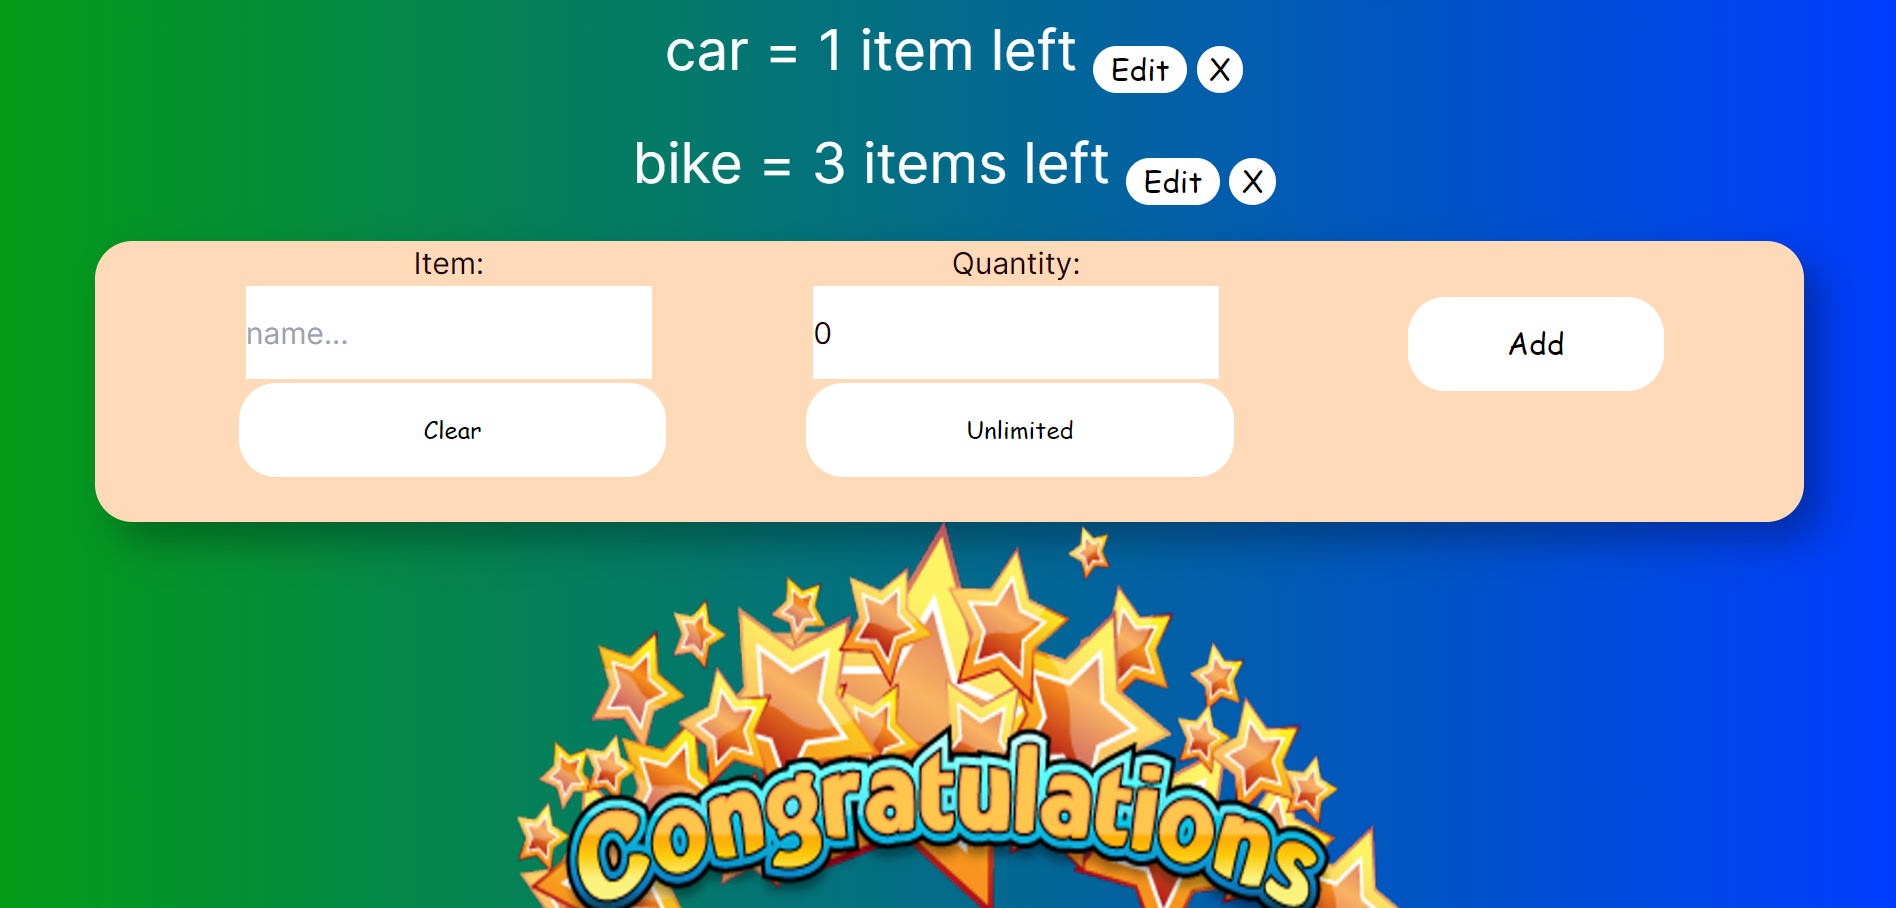 car = 1 item left Edit X
bike = 3 items left Edit X
Item: Quantity:
name... 0 Add
Clear Unlimited
Congratulations